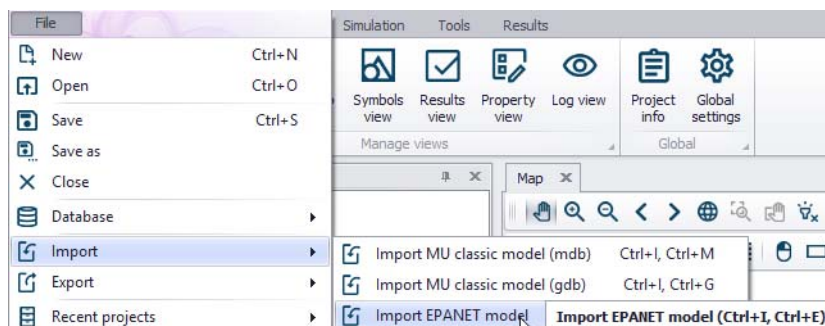 File
Simulation Tools Results
New Ctrl+N
Open Ctrl+O
Save Ctrl+S
Save as
Close
Database
Import
Export
Recent projects
Symbols view
Results view
Property view
Log view
Project info
Global settings
Manage views
Global
Map
Import MU classic model (mdb) Ctrl+I, Ctrl+M
Import MU classic model (gdb) Ctrl+I, Ctrl+G
Import EPANET model
Import EPANET model (Ctrl+I, Ctrl+E)